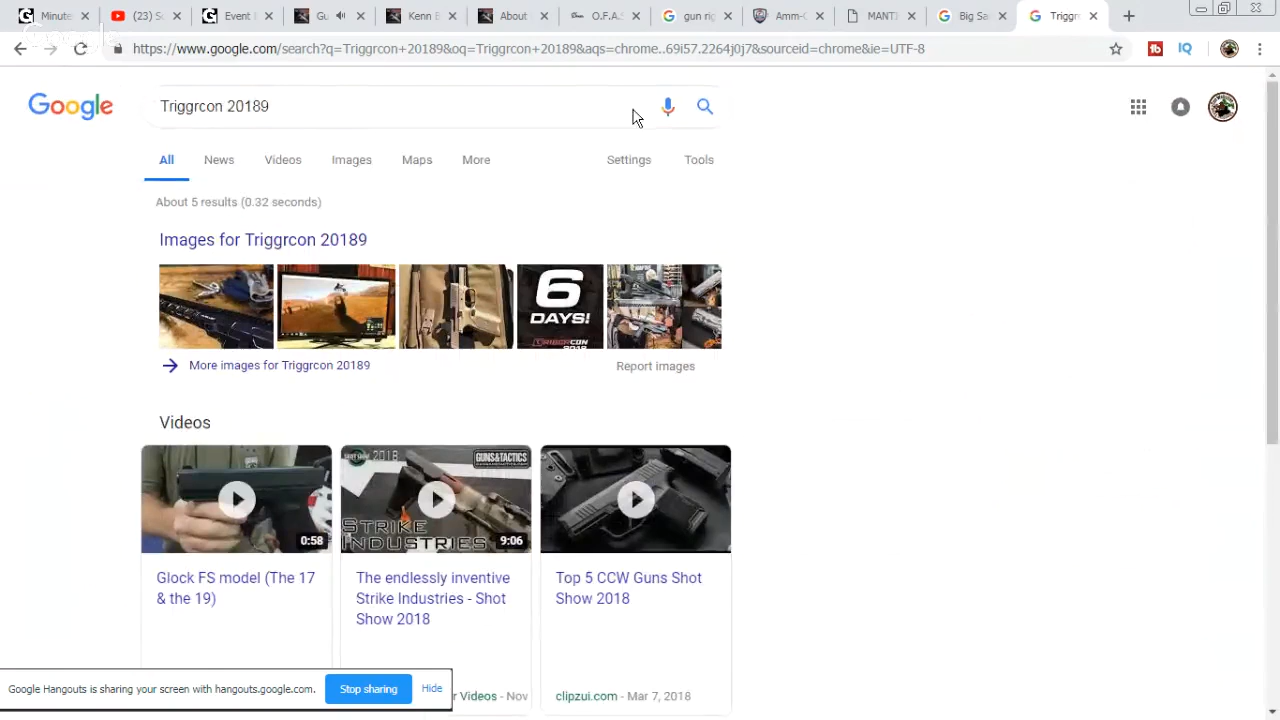 Minute
(23) S
Event
Gu
Kenn B
About
O.F.A.S
gun rig
Amm-C
MANTI
Big Sa
Triggr
https://www.google.com/search?q=Triggrcon+20189&oq=Triggrcon+20189&aqs=chrome..69i57.2264j0j7&sourceid=chrome&ie=UTF-8
Google
Triggrcon 20189
All News Videos Images Maps More Settings Tools
About 5 results (0.32 seconds)
Images for Triggrcon 20189
6
DAYS!
TRIGGRCON
2018
More images for Triggrcon 20189
Report images
Videos
0:58
2018
GUNS&TACTICS
STRIKE
INDUSTRIES
9:06
Glock FS model (The 17
& the 19)
The endlessly inventive
Strike Industries - Shot
Show 2018
Top 5 CCW Guns Shot
Show 2018
r Videos - Nov
clipzui.com - Mar 7, 2018
Google Hangouts is sharing your screen with hangouts.google.com.
Stop sharing
Hide